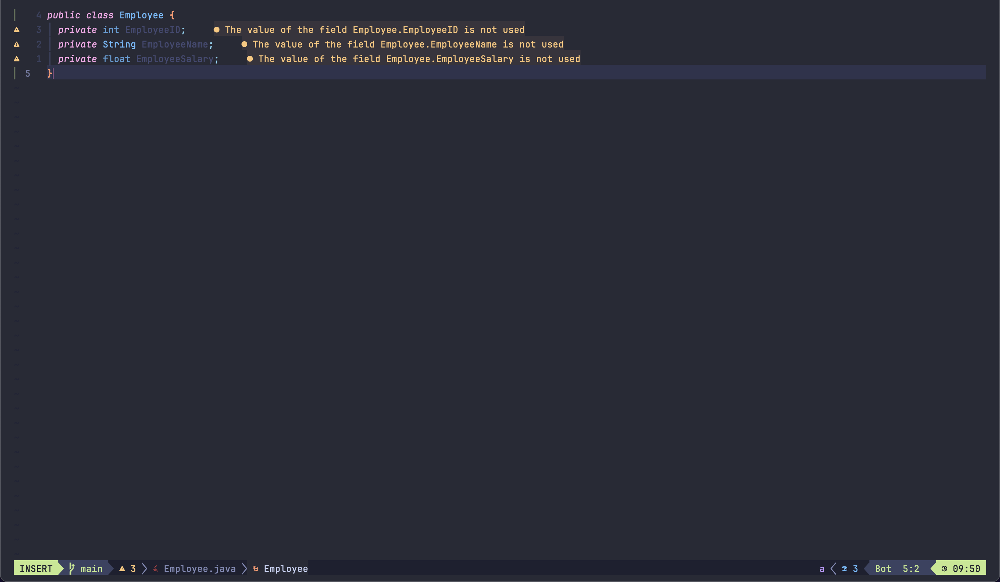 4 public class Employee {
3 private int EmployeeID; ● The value of the field Employee.EmployeeID is not used
2 private String EmployeeName; ● The value of the field Employee.EmployeeName is not used
1 private float EmployeeSalary; ● The value of the field Employee.EmployeeSalary is not used
5 }
INSERT main 3 Employee.java Employee a 3 Bot 5:2 09:50